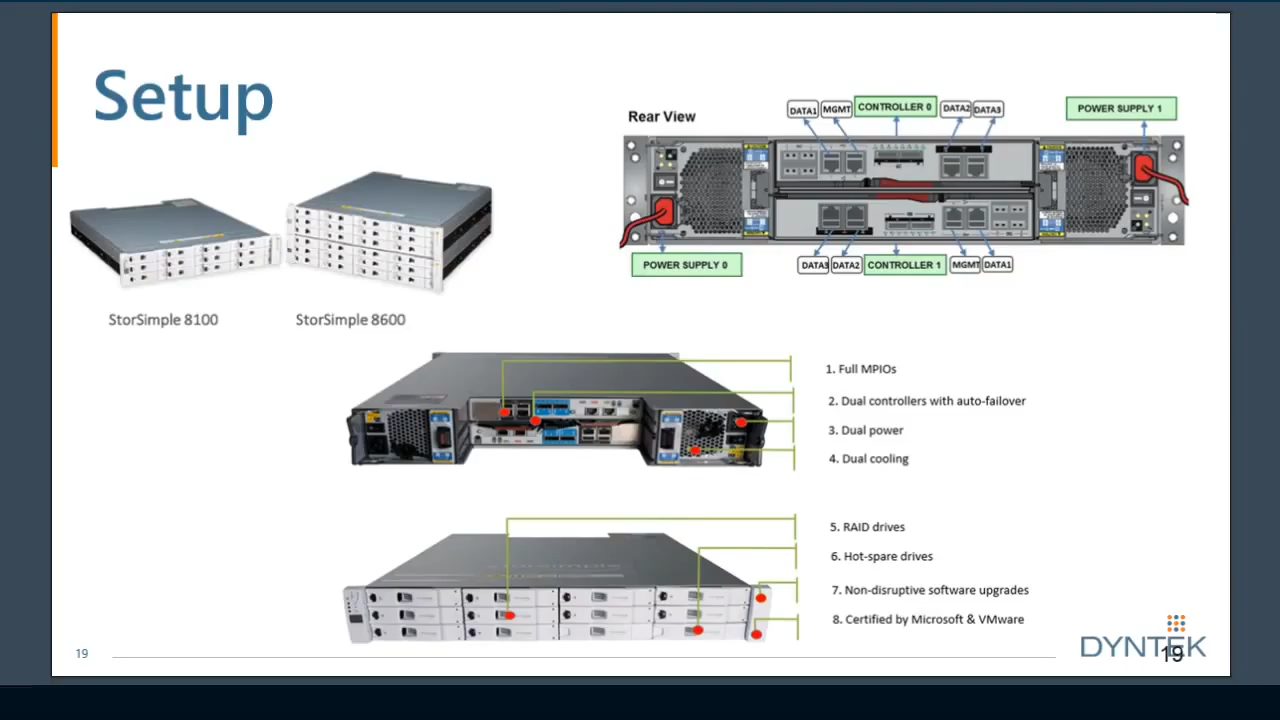 Setup
Rear View
DATA1 MGMT CONTROLLER 0 DATA2 DATA3
POWER SUPPLY 1
POWER SUPPLY 0
DATA3 DATA2 CONTROLLER 1 MGMT DATA1
StorSimple 8100
StorSimple 8600
1. Full MPIOs
2. Dual controllers with auto-failover
3. Dual power
4. Dual cooling
5. RAID drives
6. Hot-spare drives
7. Non-disruptive software upgrades
8. Certified by Microsoft & VMware
19
DYNTEK
19